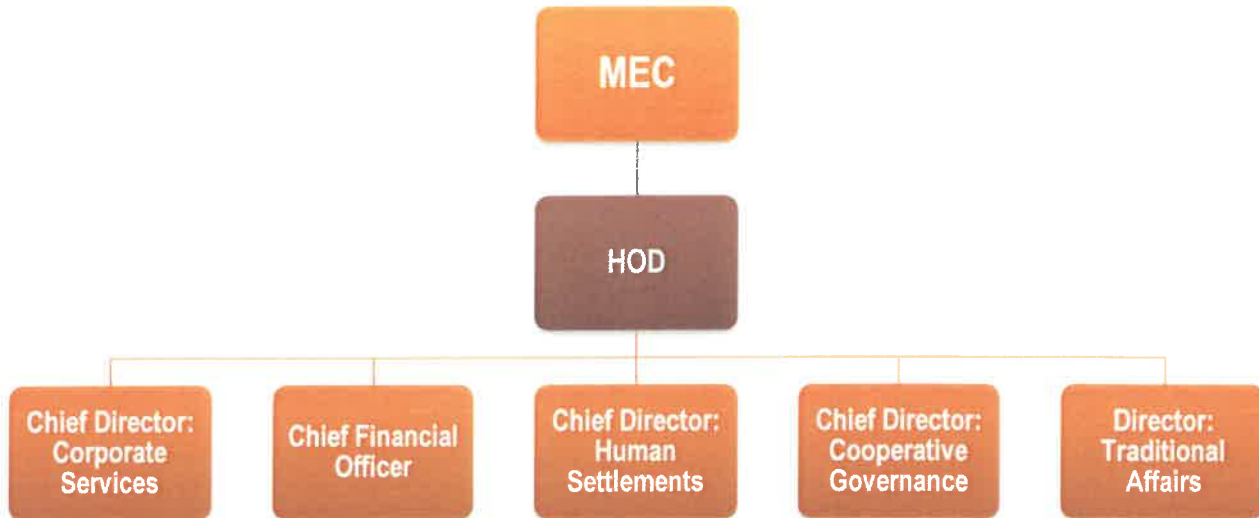 MEC
HOD
Chief Director:
Corporate
Services
Chief Financial
Officer
Chief Director:
Human
Settlements
Chief Director:
Cooperative
Governance
Director:
Traditional
Affairs